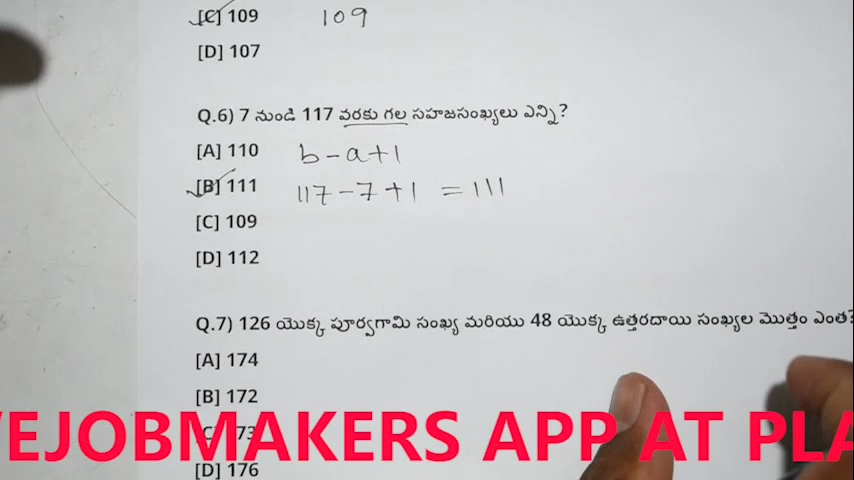 [C] 109 109
[D] 107
Q.6) 7 నుండి 117 వరకు గల సహజసంఖ్యలు ఎన్ని?
[A] 110 b-a+1
[B] 111 117-7+1 = 111
[C] 109
[D] 112
Q.7) 126 యొక్క పూర్వగామి సంఖ్య మరియు 48 యొక్క ఉత్తరదాయి సంఖ్యల మొత్తం ఎంత?
[A] 174
[B] 172
[C] 173
EJOBMAKERS APP AT PLA
[D] 176